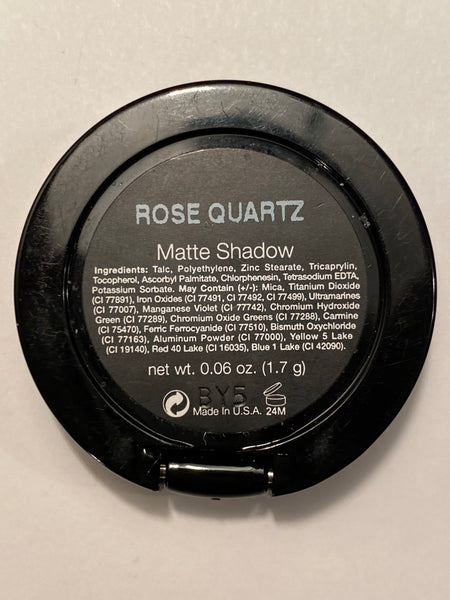 ROSE QUARTZ
Matte Shadow
Ingredients: Talc, Polyethylene, Zinc Stearate, Tricaprylin,
Tocopherol, Ascorbyl Palmitate, Chlorphenesin, Tetrasodium EDTA,
Potassium Sorbate. May Contain (+/-): Mica, Titanium Dioxide
(CI 77891), Iron Oxides (CI 77491, CI 77492, CI 77499), Ultramarines
(CI 77007), Manganese Violet (CI 77742), Chromium Hydroxide
Green (CI 77289), Chromium Oxide Greens (CI 77288), Carmine
(CI 75470), Ferric Ferrocyanide (CI 77510), Bismuth Oxychloride
(CI 77163), Aluminum Powder (CI 77000), Yellow 5 Lake
(CI 19140), Red 40 Lake (CI 16035), Blue 1 Lake (CI 42090).
net wt. 0.06 oz. (1.7 g)
BY5
Made In U.S.A. 24M